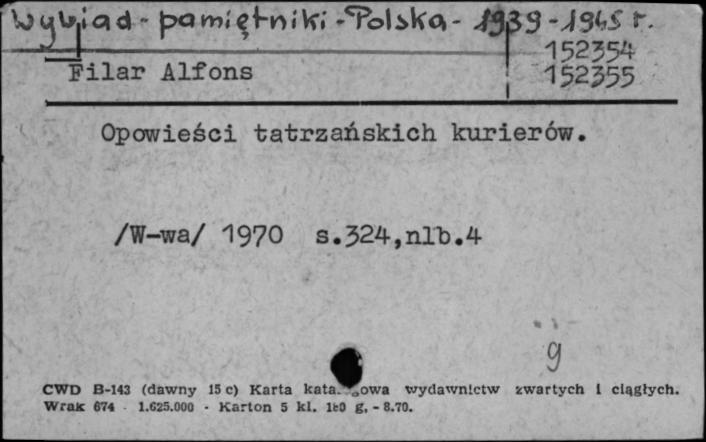 Wywiad - pamiętniki - Polska - 1939 - 1945 r.
152354
Filar Alfons
152355
Opowieści tatrzańskich kurierów.
/W-wa/ 1970 s.324,nlb.4
g
CWD B-143 (dawny 15 c) Karta wydawnictw zwartych i ciągłych.
Wrak 674 - 1.625.000 - Karton 5 kl. 180 g. - 8.70.